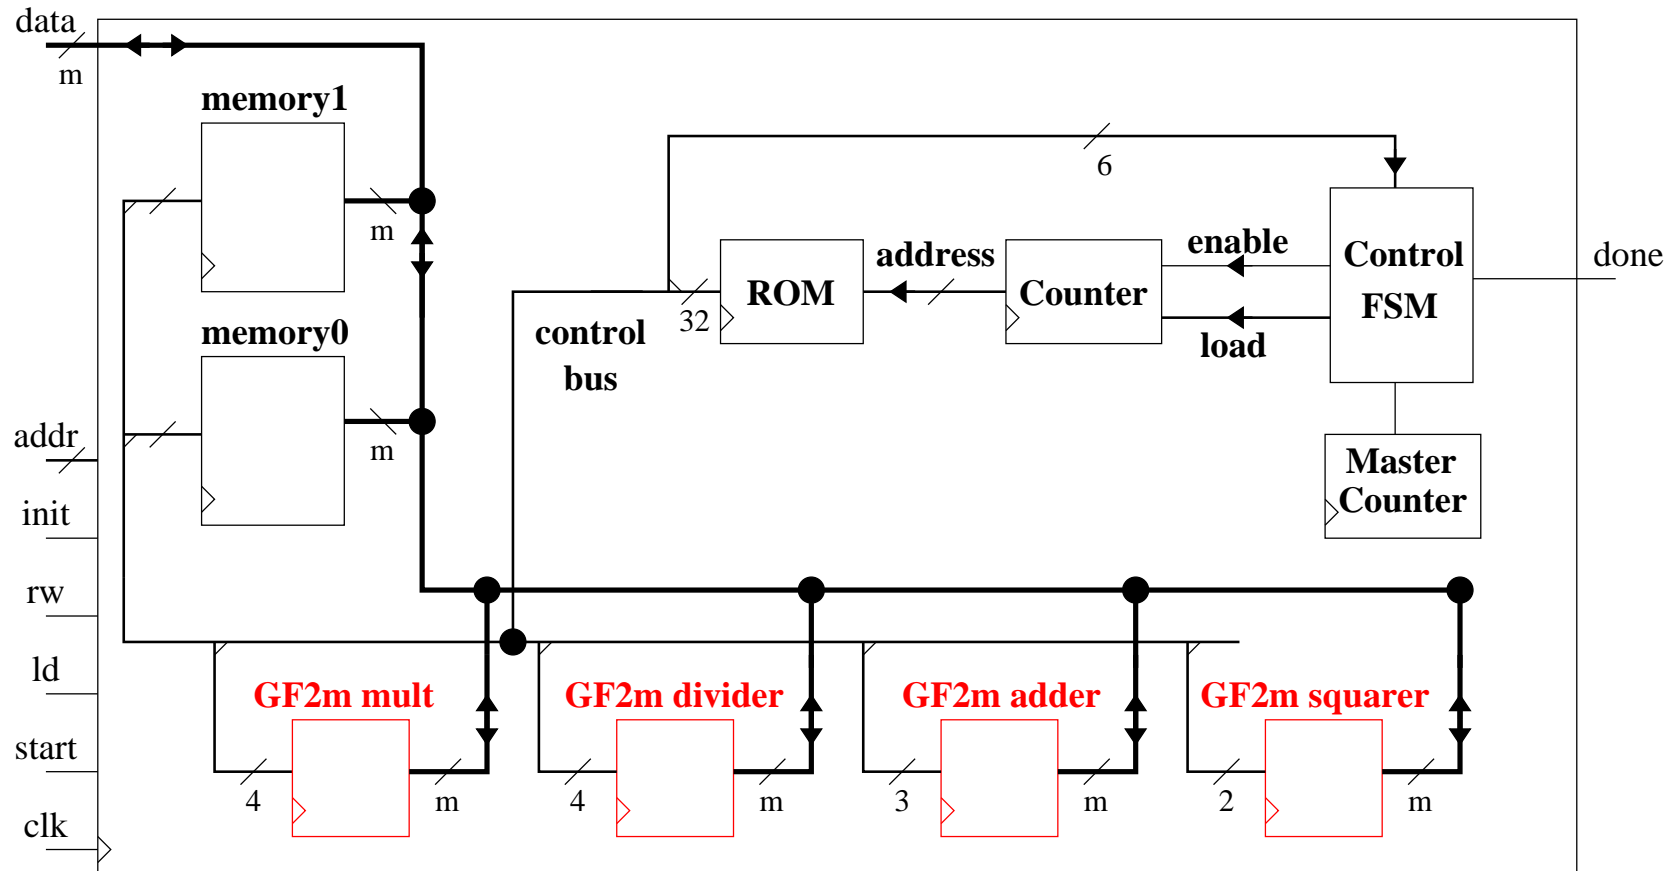 data
m
memory1
m
6
enable
Control
FSM
done
address
ROM
Counter
32
control
bus
load
memory0
m
addr
Master
Counter
init
rw
ld
GF2m mult
GF2m divider
GF2m adder
GF2m squarer
start
4
m
4
m
3
m
2
m
clk